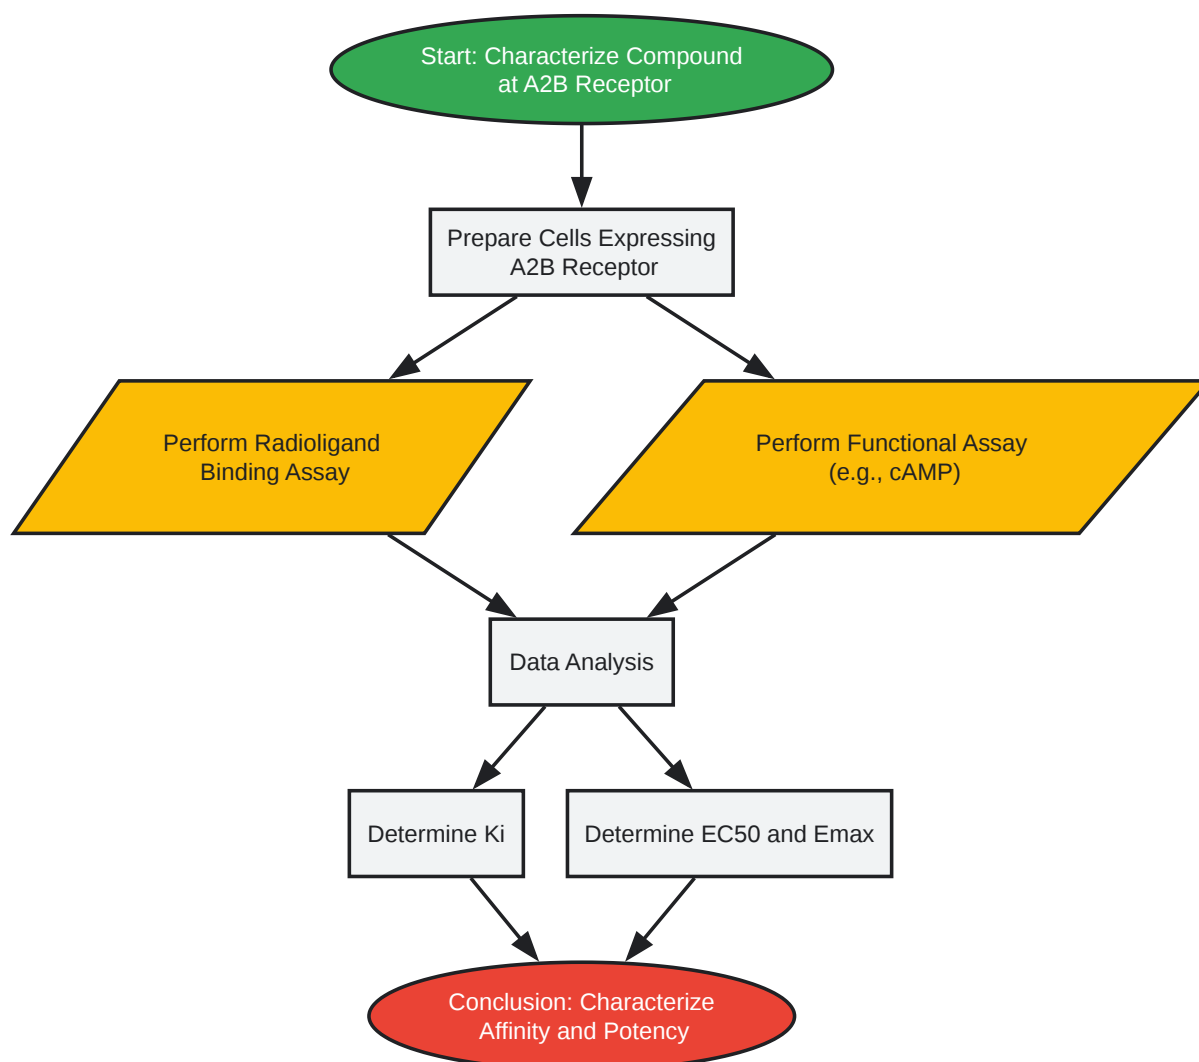 Start: Characterize Compound
at A2B Receptor
Prepare Cells Expressing
A2B Receptor
Perform Radioligand
Binding Assay
Perform Functional Assay
(e.g., cAMP)
Data Analysis
Determine Ki
Determine EC50 and Emax
Conclusion: Characterize
Affinity and Potency